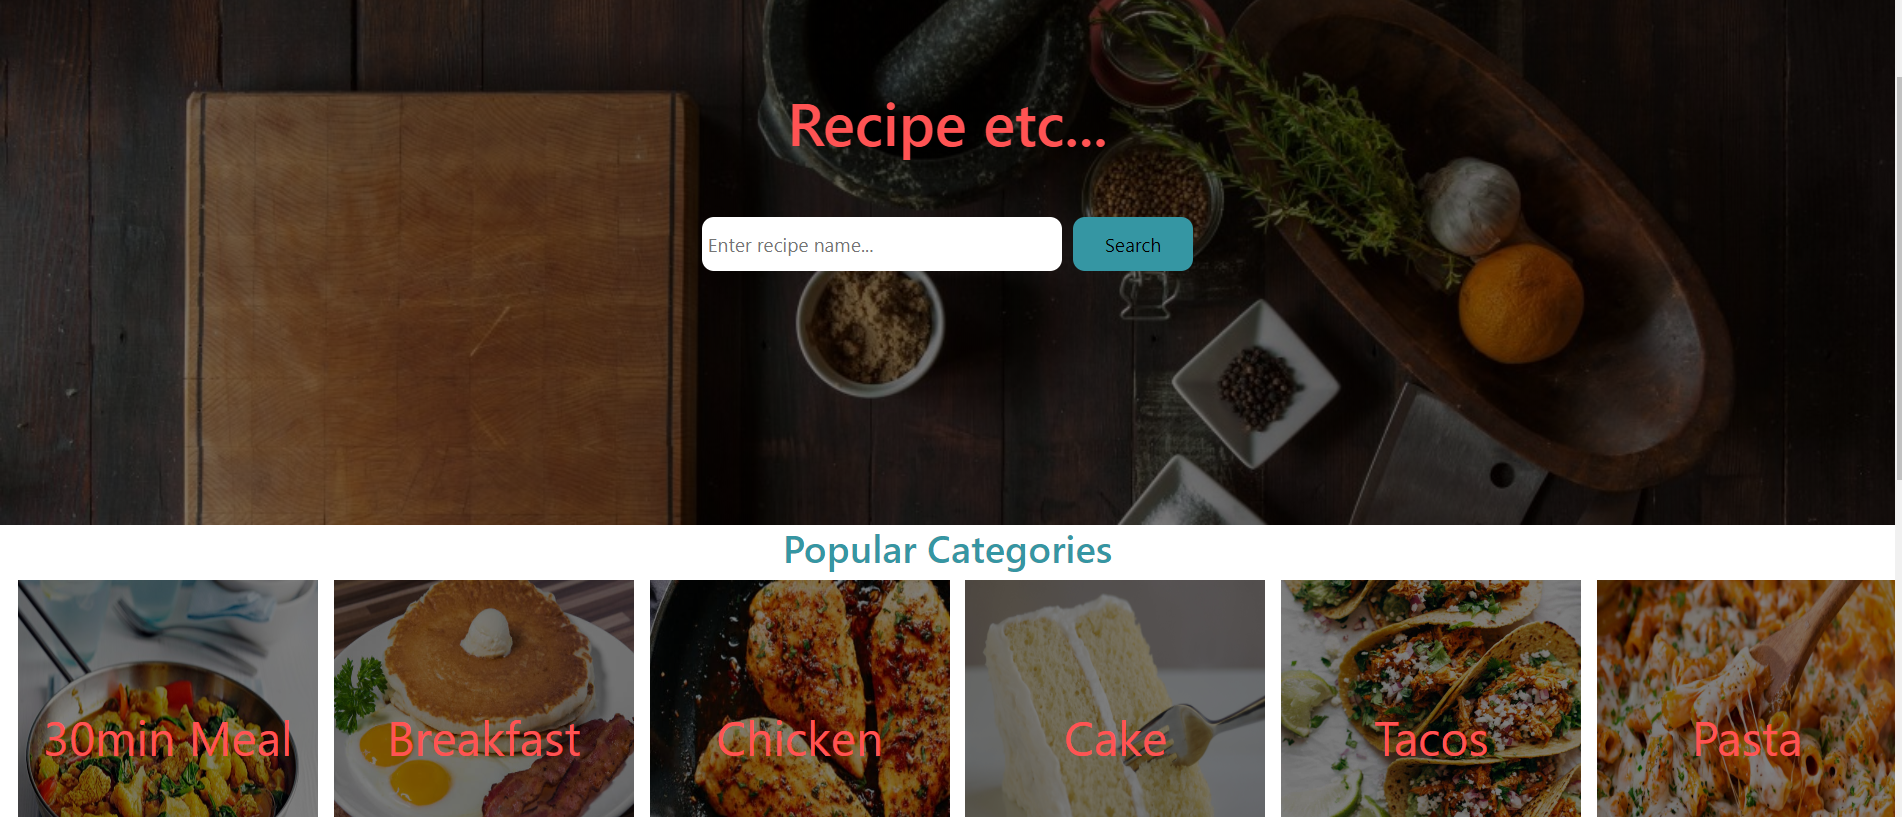 Recipe etc...
Enter recipe name...
Search
Popular Categories
30min Meal
Breakfast
Chicken
Cake
Tacos
Pasta